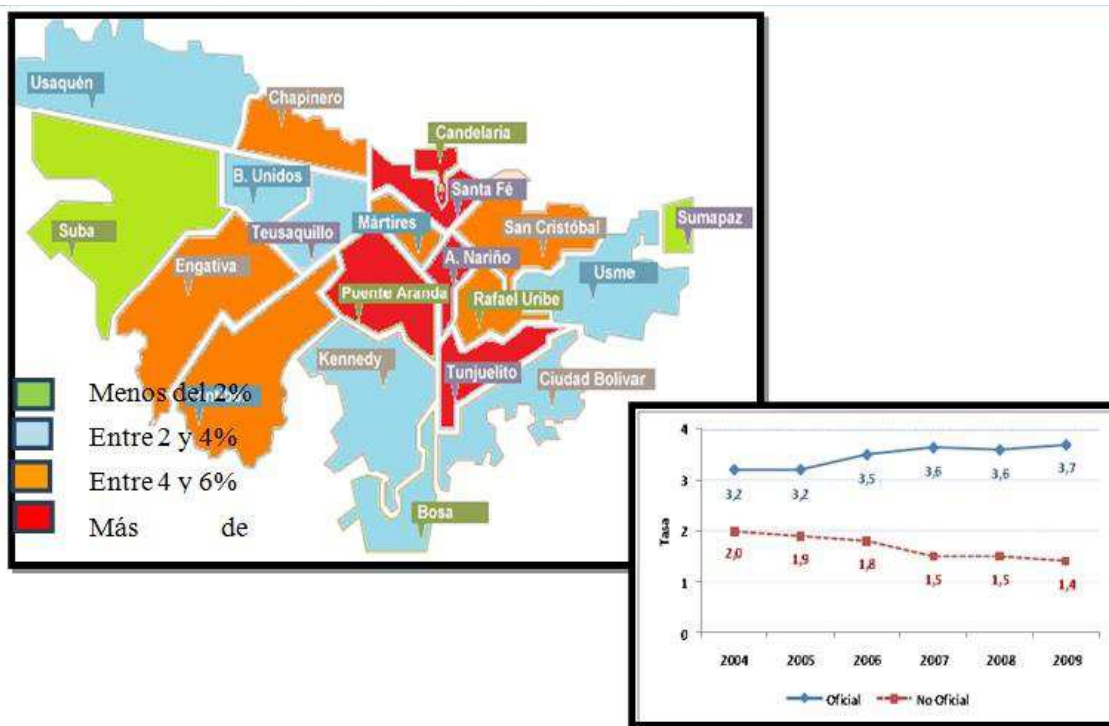 Usaquén
Chapinero
Candelaria
B. Unidos
Santa Fé
Sumapaz
Suba
Teusaquillo
Mártires
San Cristóbal
Engativa
A. Nariño
Usme
Puente Aranda
Rafael Uribe
Kennedy
Tunjuelito
Ciudad Bolivar
Bosa
Menos del 2%
Entre 2 y 4%
Entre 4 y 6%
Más de
Tasa
4
3
2
1
0
3,2 3,2 3,5 3,6 3,6 3,7
2,0 1,9 1,8 1,5 1,5 1,4
2004 2005 2006 2007 2008 2009
Oficial No Oficial